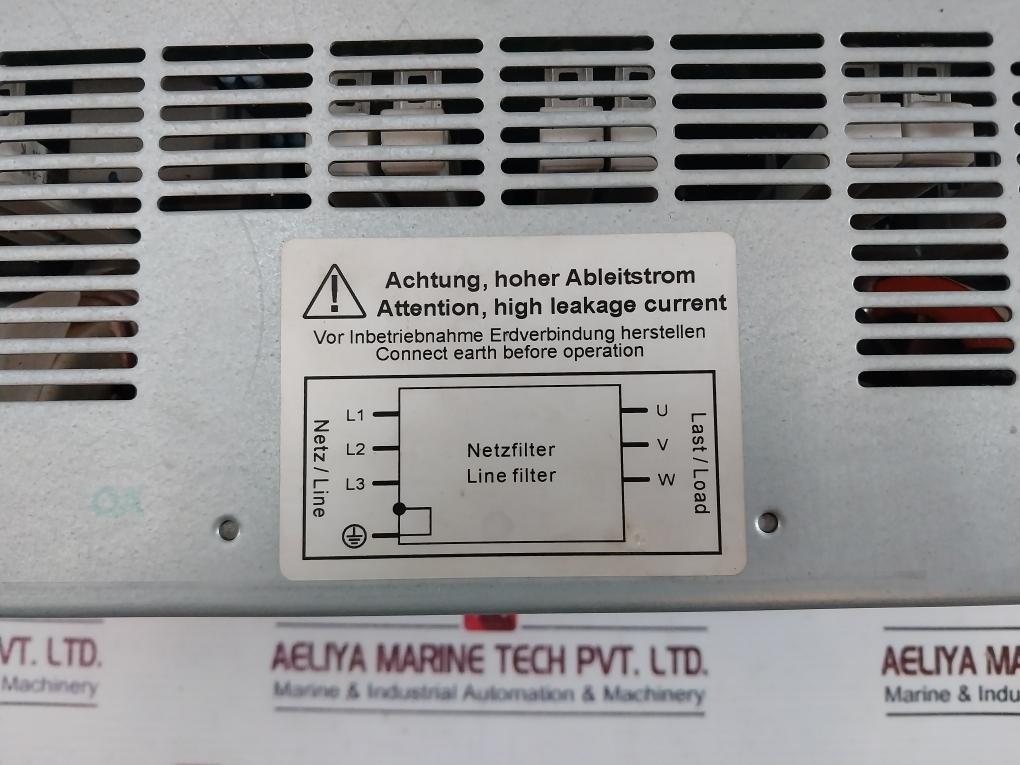 Achtung, hoher Ableitstrom
Attention, high leakage current
Vor Inbetriebnahme Erdverbindung herstellen
Connect earth before operation
Netz / Line
L1
L2
L3
Netzfilter
Line filter
U
V
W
Last / Load
QA
VT. LTD.
Machinery
AELIYA MARINE TECH PVT. LTD.
Marine & Industrial Automation & Machinery
AELIYA MA
Marine & Indu